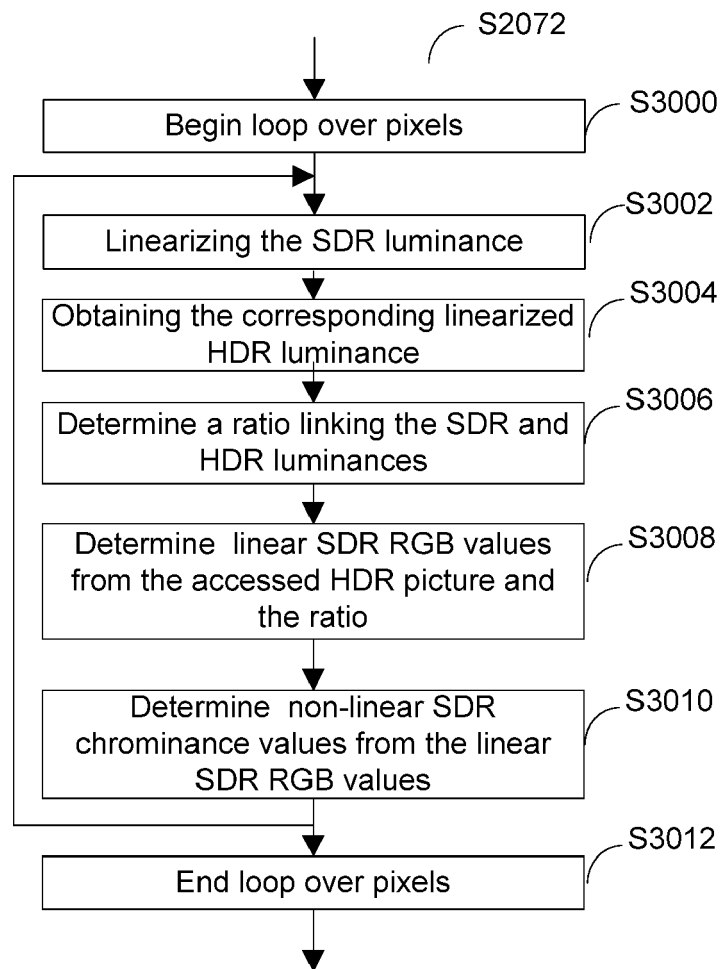 S2072
S3000
Begin loop over pixels
S3002
Linearizing the SDR luminance
S3004
Obtaining the corresponding linearized
HDR luminance
S3006
Determine a ratio linking the SDR and
HDR luminances
S3008
Determine linear SDR RGB values
from the accessed HDR picture and
the ratio
S3010
Determine non-linear SDR
chrominance values from the linear
SDR RGB values
S3012
End loop over pixels